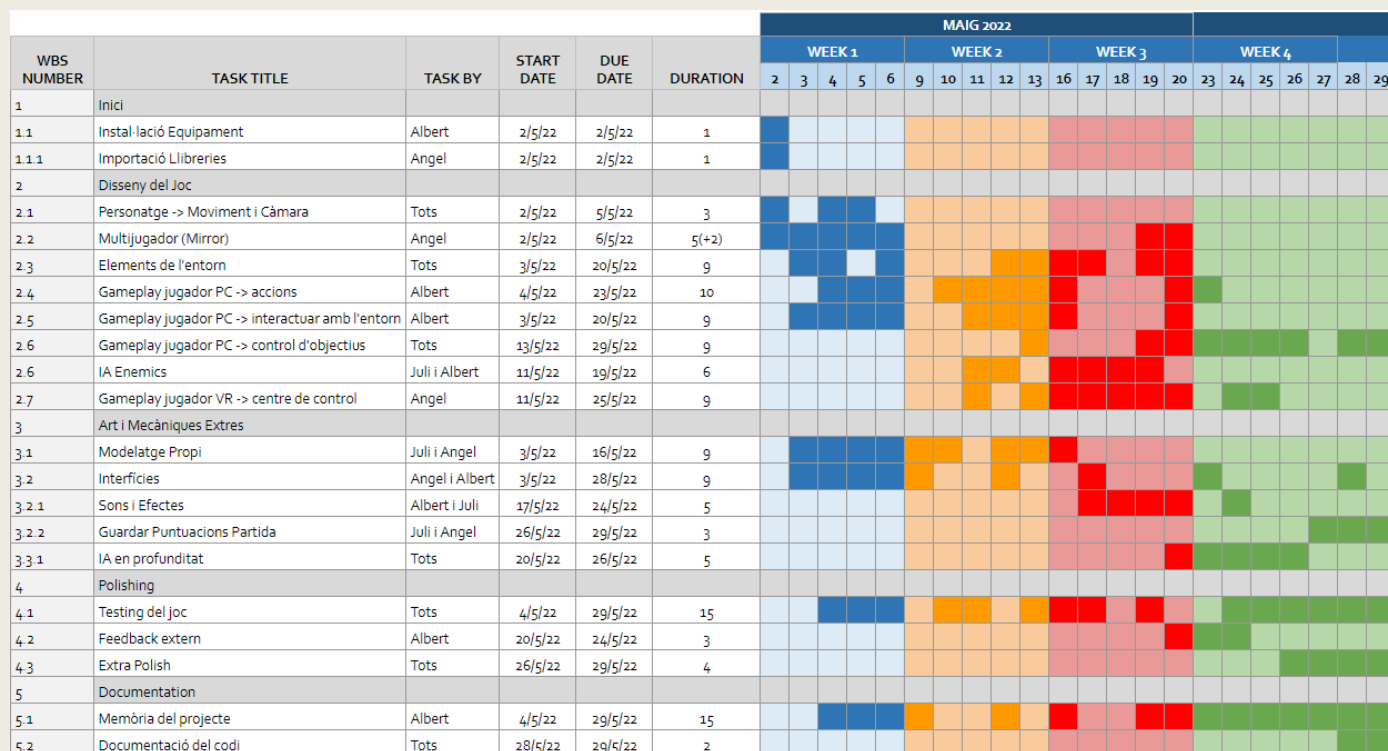 MAIG 2022
WBS NUMBER TASK TITLE TASK BY START DATE DUE DATE DURATION WEEK 1 WEEK 2 WEEK 3 WEEK 4
2 3 4 5 6 9 10 11 12 13 16 17 18 19 20 23 24 25 26 27 28 29
1 Inici
1.1 Instal·lació Equipament Albert 2/5/22 2/5/22 1
1.1.1 Importació Llibreries Angel 2/5/22 2/5/22 1
2 Disseny del Joc
2.1 Personatge -> Moviment i Càmara Tots 2/5/22 5/5/22 3
2.2 Multijugador (Mirror) Angel 2/5/22 6/5/22 5(+2)
2.3 Elements de l'entorn Tots 3/5/22 20/5/22 9
2.4 Gameplay jugador PC -> accions Albert 4/5/22 23/5/22 10
2.5 Gameplay jugador PC -> interactuar amb l'entorn Albert 3/5/22 20/5/22 9
2.6 Gameplay jugador PC -> control d'objectius Tots 13/5/22 29/5/22 9
2.6 IA Enemics Juli i Albert 11/5/22 19/5/22 6
2.7 Gameplay jugador VR -> centre de control Angel 11/5/22 25/5/22 9
3 Art i Mecàniques Extres
3.1 Modelatge Propi Juli i Angel 3/5/22 16/5/22 9
3.2 Interfícies Angel i Albert 3/5/22 28/5/22 9
3.2.1 Sons i Efectes Albert i Juli 17/5/22 24/5/22 5
3.2.2 Guardar Puntuacions Partida Juli i Angel 26/5/22 29/5/22 3
3.3.1 IA en profunditat Tots 20/5/22 26/5/22 5
4 Polishing
4.1 Testing del joc Tots 4/5/22 29/5/22 15
4.2 Feedback extern Albert 20/5/22 24/5/22 3
4.3 Extra Polish Tots 26/5/22 29/5/22 4
5 Documentation
5.1 Memòria del projecte Albert 4/5/22 29/5/22 15
5.2 Documentació del codi Tots 28/5/22 29/5/22 2